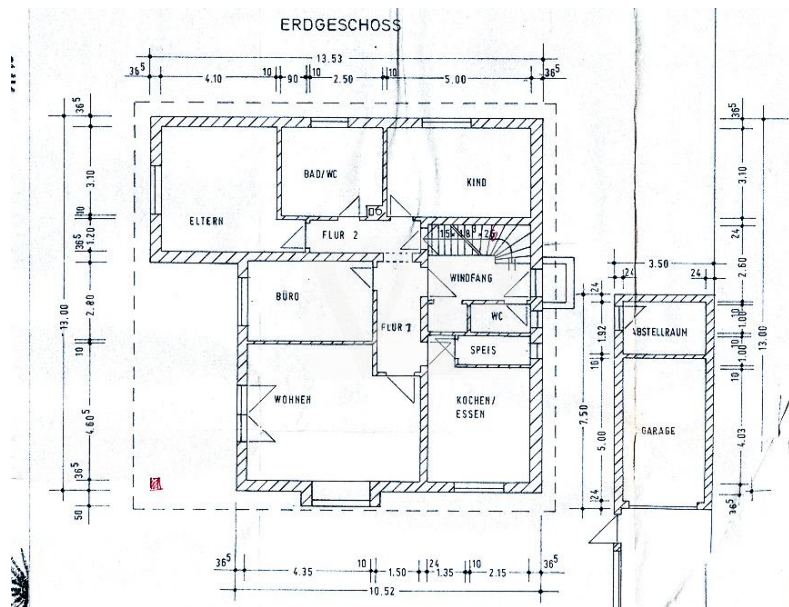 ERDGESCHOSS
13.53
36⁵ 4.10 10 90 10 2.50 10 5.00 36⁵
36⁵
3.10
10
1.20
2.80
13.00
10
4.60⁵
36⁵
50
BAD/WC
KIND
ELTERN
FLUR 2
WINDFANG
BÜRO
WC
FLUR 1
SPEIS
WOHNEN
KOCHEN/
ESSEN
24
1.92
10
7.50
5.00
24
3.50
24 24
ABSTELLRAUM
GARAGE
36⁵
3.10
24
2.60
10
1.00
10
1.00
10
13.00
4.03
36⁵
36⁵ 4.35 10 1.50 24 1.35 10 2.15 36⁵
10.52